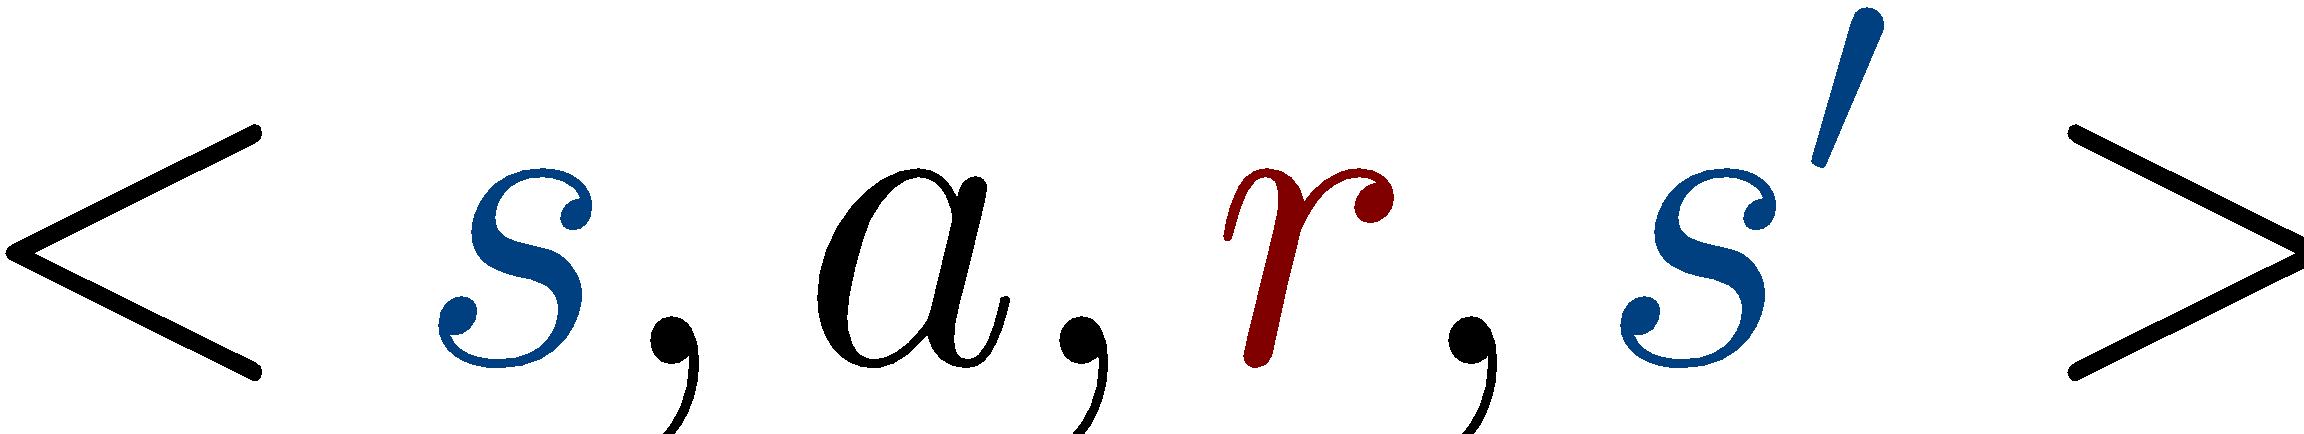 < s, a, r, s′ >